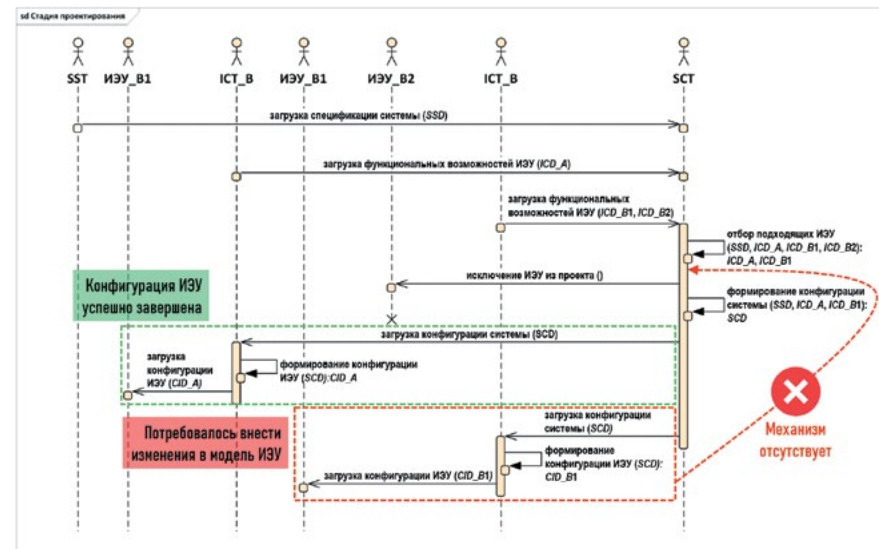 sd Стадия проектирования
SST
ИЭУ_B1
ICT_B
ИЭУ_B1
ИЭУ_B2
ICT_B
SCT
загрузка спецификации системы (SSD)
загрузка функциональных возможностей ИЭУ (ICD_A)
загрузка функциональных
возможностей ИЭУ (ICD_B1, ICD_B2)
отбор подходящих ИЭУ
(SSD, ICD_A, ICD_B1, ICD_B2):
ICD_A, ICD_B1
исключение ИЭУ из проекта ()
Конфигурация ИЭУ
успешно завершена
формирование конфигурации
системы (SSD, ICD_A, ICD_B1):
SCD
загрузка конфигурации системы (SCD)
загрузка
конфигурации
ИЭУ (CID_A)
формирование конфигурации
ИЭУ (SCD):CID_A
Потребовалось внести
изменения в модель ИЭУ
загрузка конфигурации
системы (SCD)
формирование
конфигурации ИЭУ (SCD):
CID_B1
загрузка конфигурации ИЭУ (CID_B1)
Механизм
отсутствует